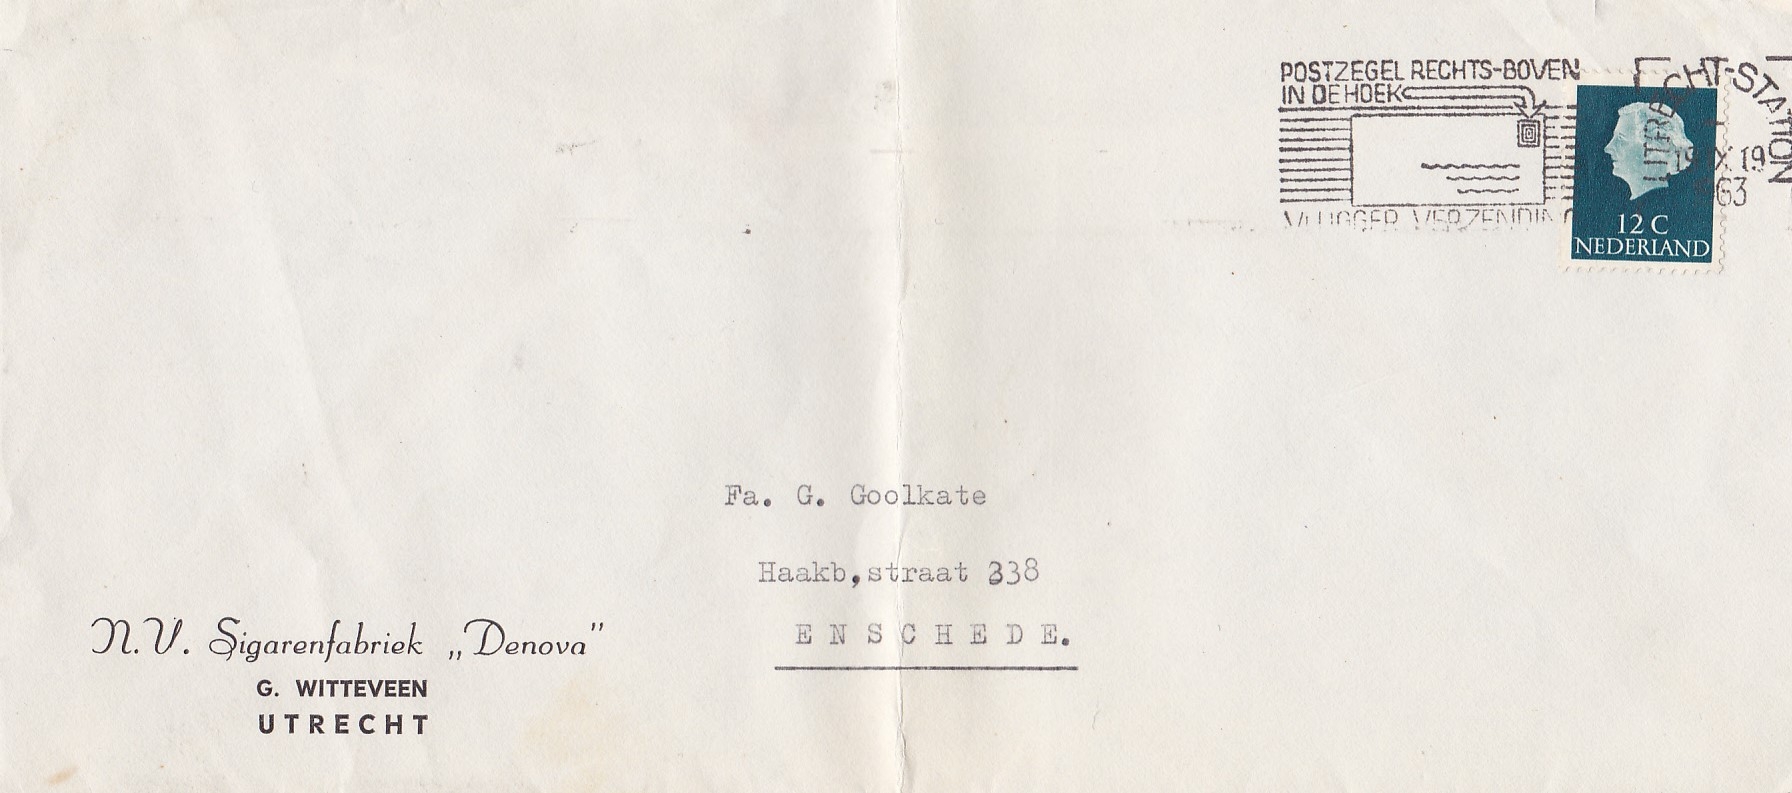 POSTZEGEL RECHTS-BOVEN
IN DE HOEK
VLUGGER VERZENDING
UTRECHT-STATION
19 X 19
63
12 C
NEDERLAND
Fa. G. Goolkate
Haakb,straat 338
ENSCHEDE.
N.V. Sigarenfabriek „Denova”
G. WITTEVEEN
UTRECHT